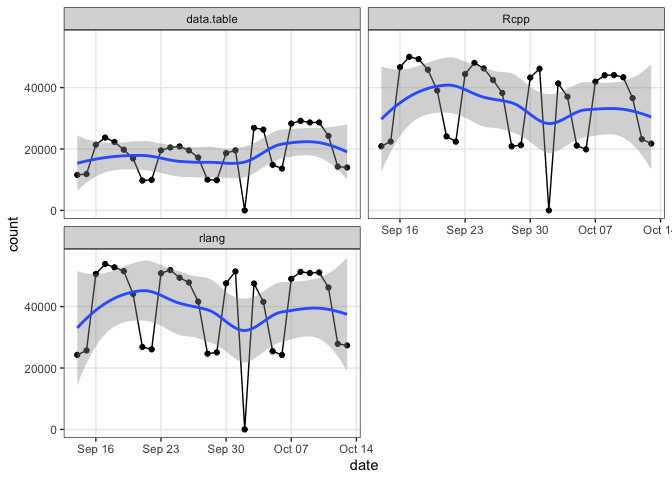 data.table
Rcpp
40000
20000
0
Sep 16
Sep 23
Sep 30
Oct 07
Oct 14
rlang
40000
20000
0
Sep 16
Sep 23
Sep 30
Oct 07
Oct 14
count
date